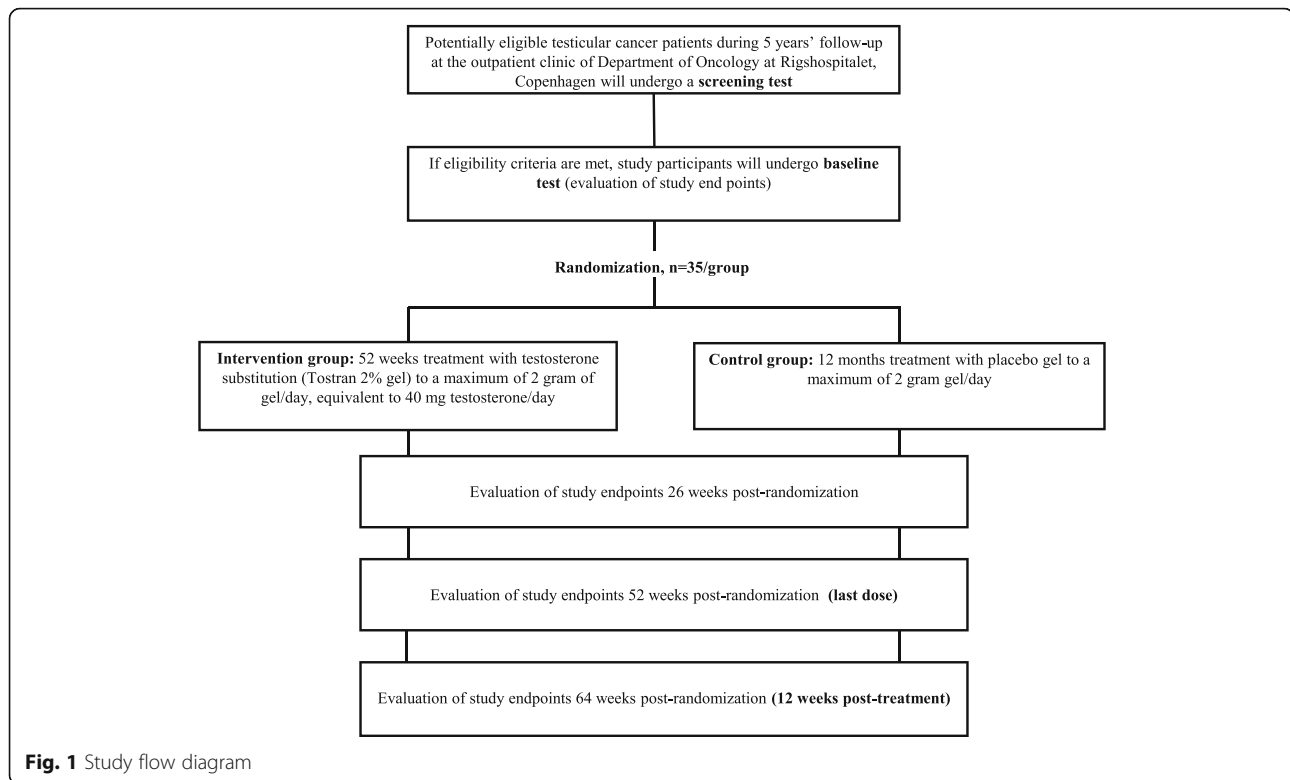 Potentially eligible testicular cancer patients during 5 years’ follow-up
at the outpatient clinic of Department of Oncology at Rigshospitalet,
Copenhagen will undergo a screening test
If eligibility criteria are met, study participants will undergo baseline
test (evaluation of study end points)
Randomization, n=35/group
Intervention group: 52 weeks treatment with testosterone
substitution (Tostran 2% gel) to a maximum of 2 gram of
gel/day, equivalent to 40 mg testosterone/day
Control group: 12 months treatment with placebo gel to a
maximum of 2 gram gel/day
Evaluation of study endpoints 26 weeks post-randomization
Evaluation of study endpoints 52 weeks post-randomization (last dose)
Evaluation of study endpoints 64 weeks post-randomization (12 weeks post-treatment)
Fig. 1 Study flow diagram